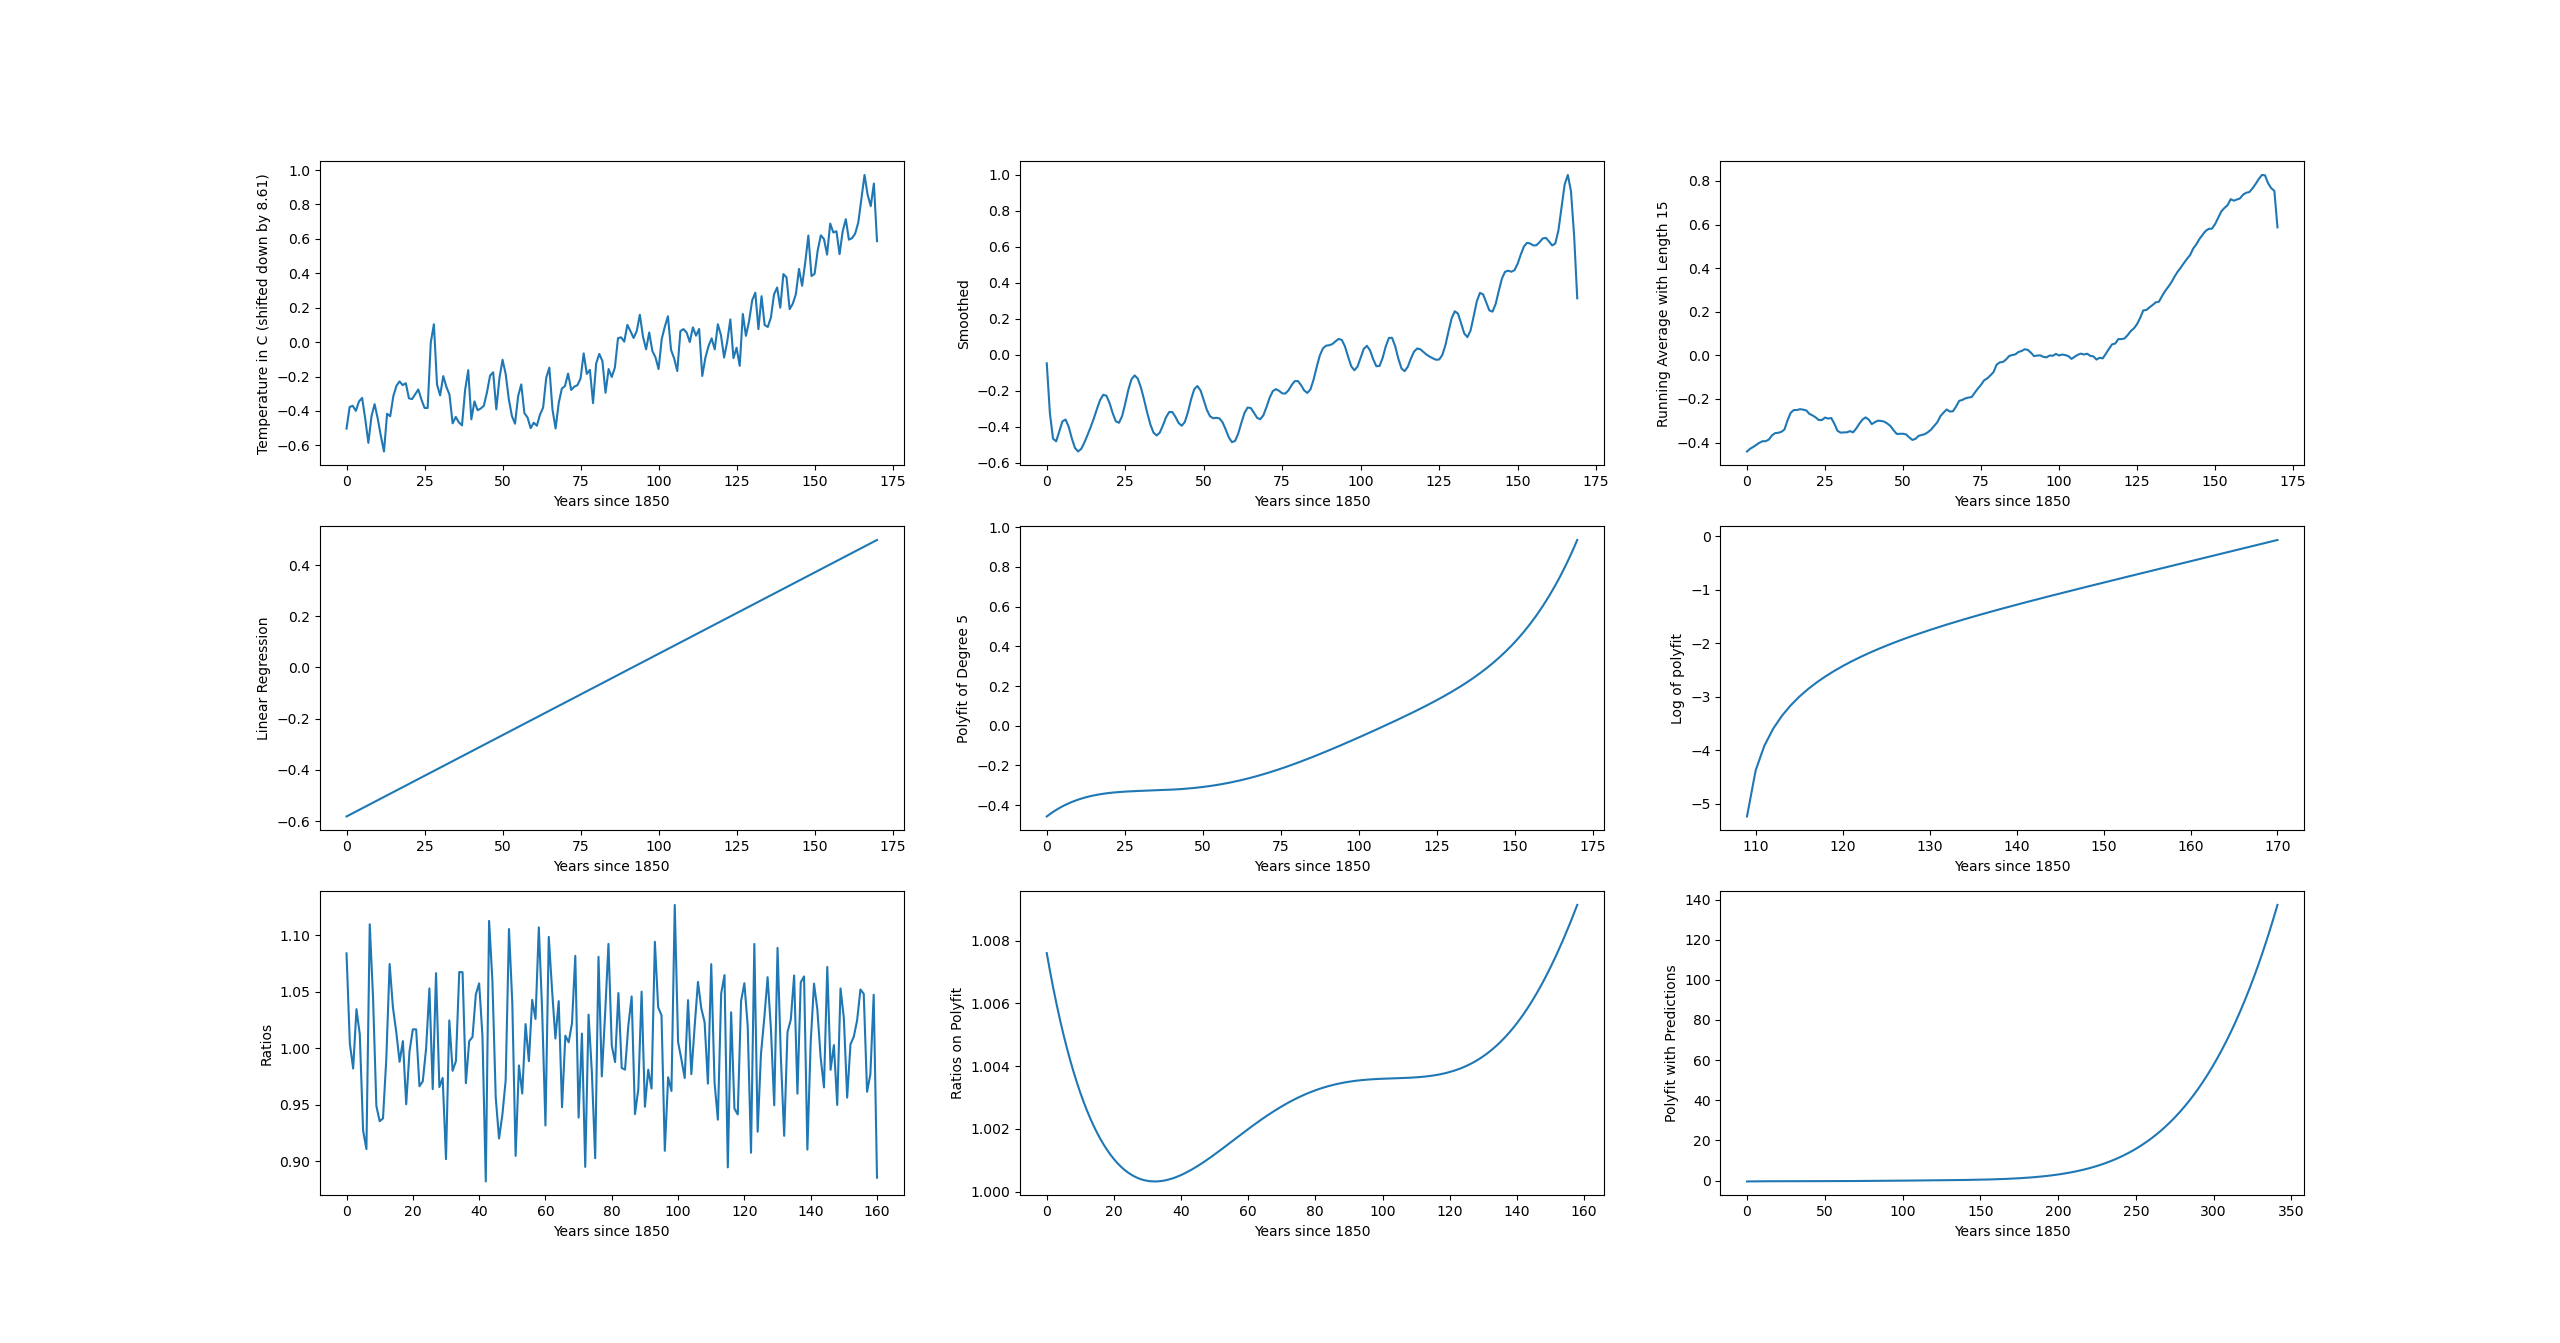 Temperature in C (shifted down by 8.61)
1.0
0.8
0.6
0.4
0.2
0.0
−0.2
−0.4
−0.6
0 25 50 75 100 125 150 175
Years since 1850
Smoothed
1.0
0.8
0.6
0.4
0.2
0.0
−0.2
−0.4
−0.6
0 25 50 75 100 125 150 175
Years since 1850
Running Average with Length 15
0.8
0.6
0.4
0.2
0.0
−0.2
−0.4
0 25 50 75 100 125 150 175
Years since 1850
Linear Regression
0.4
0.2
0.0
−0.2
−0.4
−0.6
0 25 50 75 100 125 150 175
Years since 1850
Polyfit of Degree 5
1.0
0.8
0.6
0.4
0.2
0.0
−0.2
−0.4
0 25 50 75 100 125 150 175
Years since 1850
Log of polyfit
0
−1
−2
−3
−4
−5
110 120 130 140 150 160 170
Years since 1850
Ratios
1.10
1.05
1.00
0.95
0.90
0 20 40 60 80 100 120 140 160
Years since 1850
Ratios on Polyfit
1.008
1.006
1.004
1.002
1.000
0 20 40 60 80 100 120 140 160
Years since 1850
Polyfit with Predictions
140
120
100
80
60
40
20
0
0 50 100 150 200 250 300 350
Years since 1850